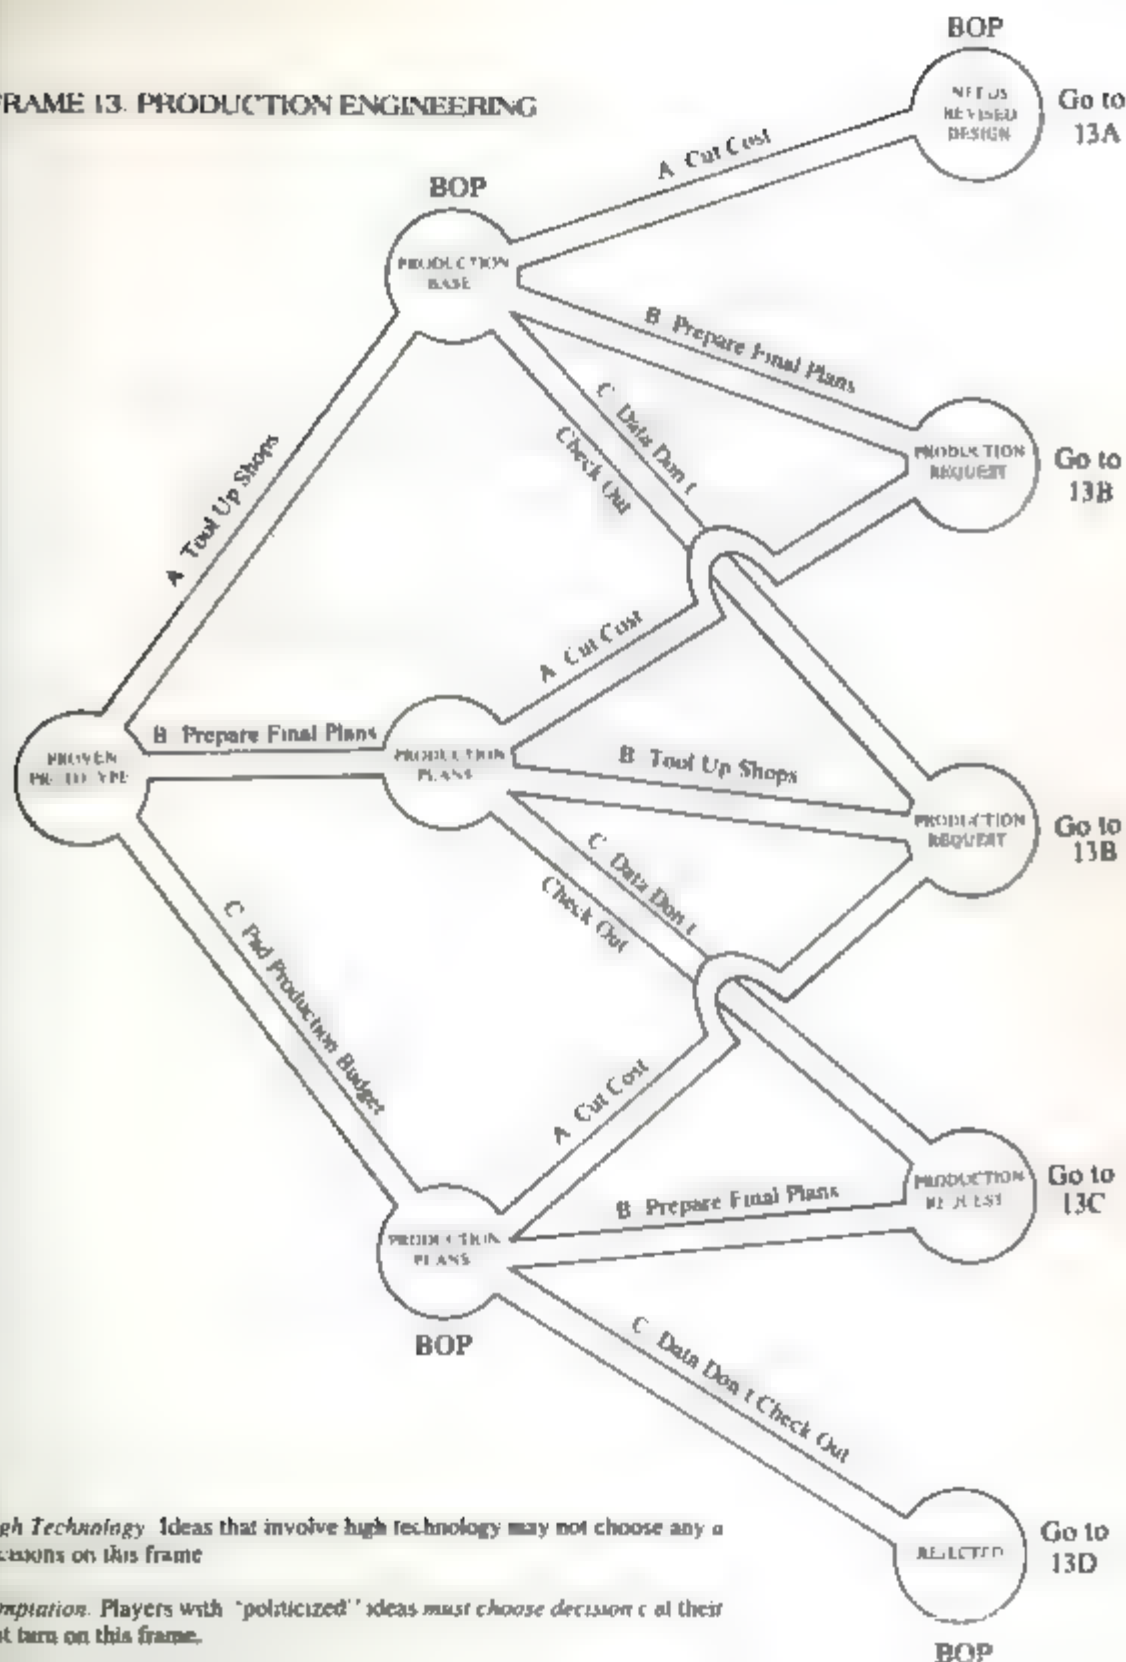 BOP
FRAME 13. PRODUCTION ENGINEERING
NEEDS
REVISED
DESIGN
Go to
13A
A Cut Cost
BOP
PRODUCTION
BASE
B Prepare Final Plans
C Data Don't
Check Out
PRODUCTION
REQUEST
Go to
13B
A Tool Up Shops
A Cut Cost
B Prepare Final Plans
PROVEN
PROTOTYPE
PRODUCTION
PLANS
B Tool Up Shops
PRODUCTION
REQUEST
Go to
13B
C Data Don't
Check Out
C Pad Production Budget
A Cut Cost
B Prepare Final Plans
PRODUCTION
REQUEST
Go to
13C
PRODUCTION
PLANS
BOP
C Data Don't Check Out
gh Technology Ideas that involve high technology may not choose any a
cisions on this frame
REJECTED
Go to
13D
mptation. Players with "politicized" ideas must choose decision c at their
st turn on this frame.
BOP